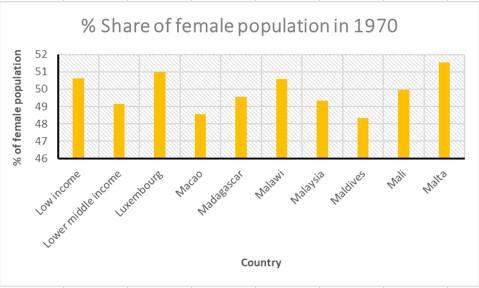 % Share of female population in 1970
% of female population
52
51
50
49
48
47
46
Low income
Lower middle income
Luxembourg
Macao
Madagascar
Malawi
Malaysia
Maldives
Mali
Malta
Country